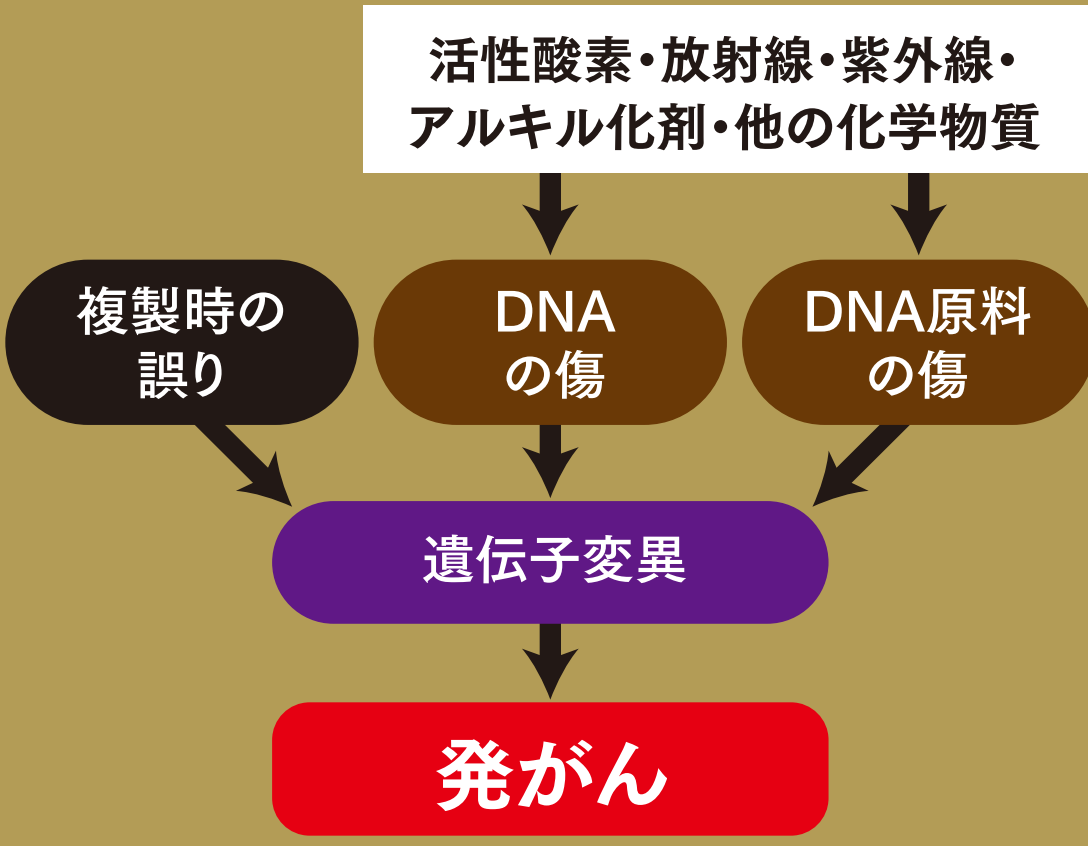 活性酸素・放射線・紫外線・
アルキル化剤・他の化学物質
複製時の
誤り
DNA
の傷
DNA原料
の傷
遺伝子変異
発がん